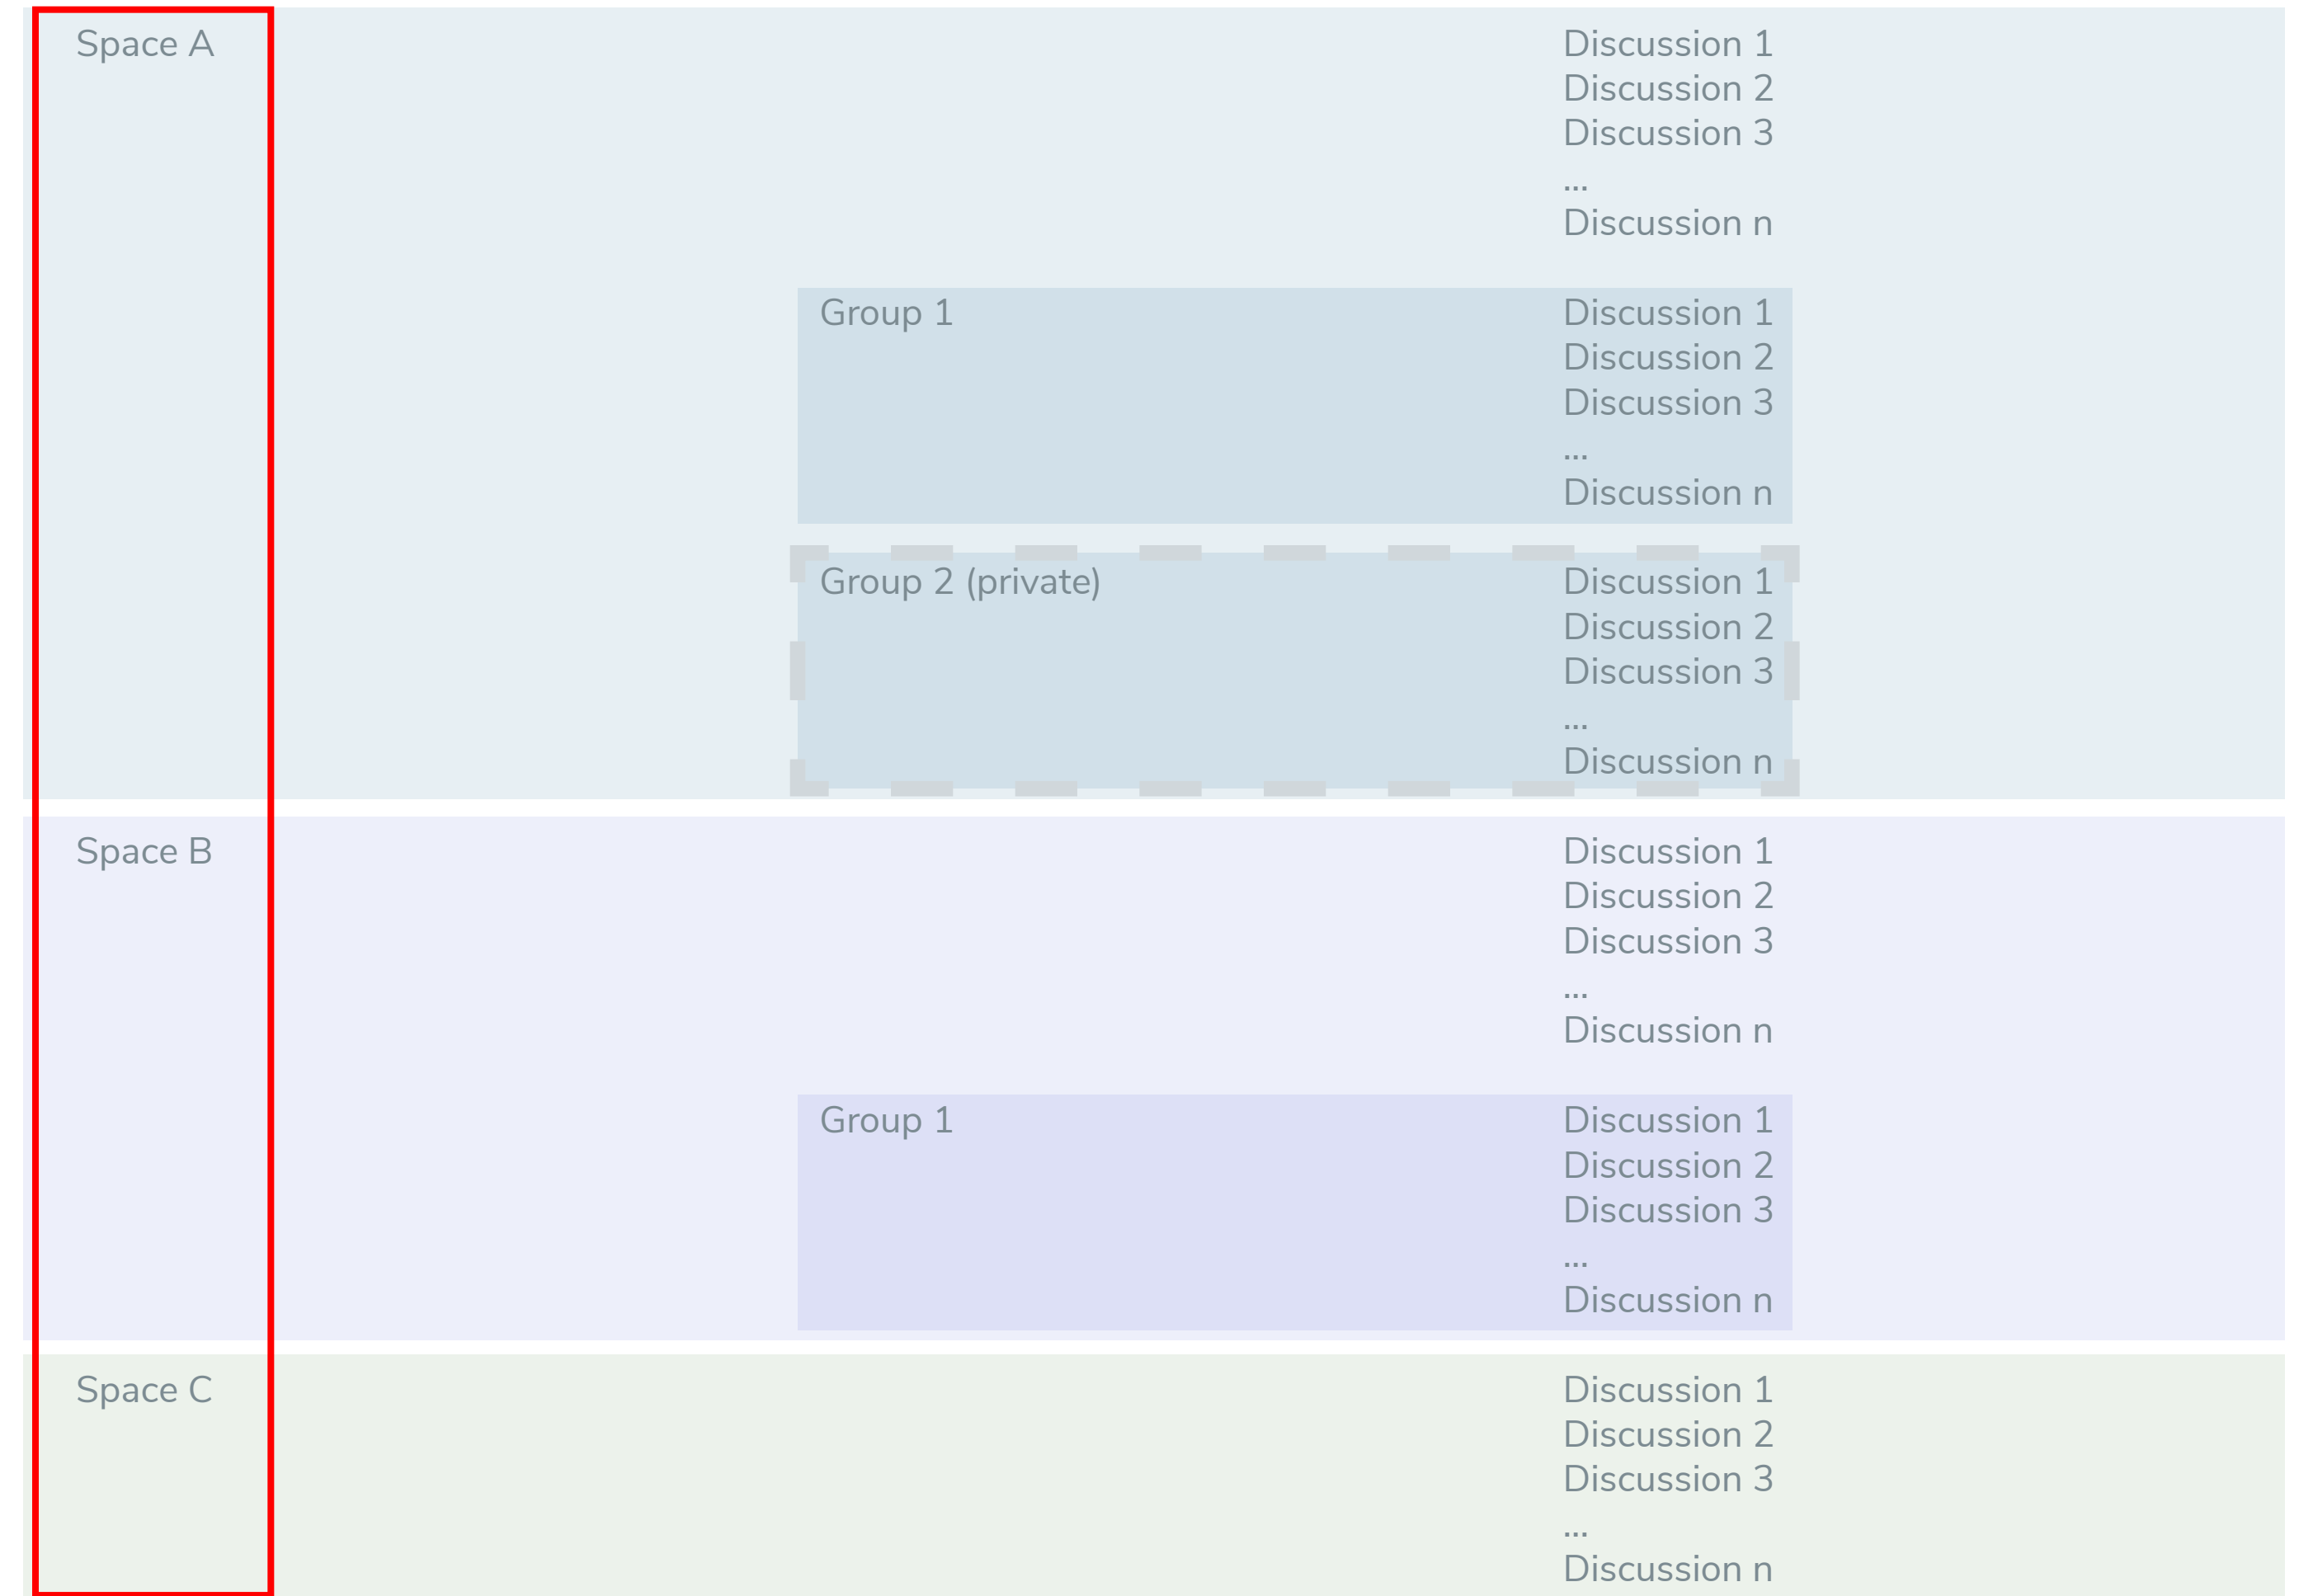 Space A Discussion 1
Discussion 2
Discussion 3
...
Discussion n
Group 1 Discussion 1
Discussion 2
Discussion 3
...
Discussion n
Group 2 (private) Discussion 1
Discussion 2
Discussion 3
...
Discussion n
Space B Discussion 1
Discussion 2
Discussion 3
...
Discussion n
Group 1 Discussion 1
Discussion 2
Discussion 3
...
Discussion n
Space C Discussion 1
Discussion 2
Discussion 3
...
Discussion n